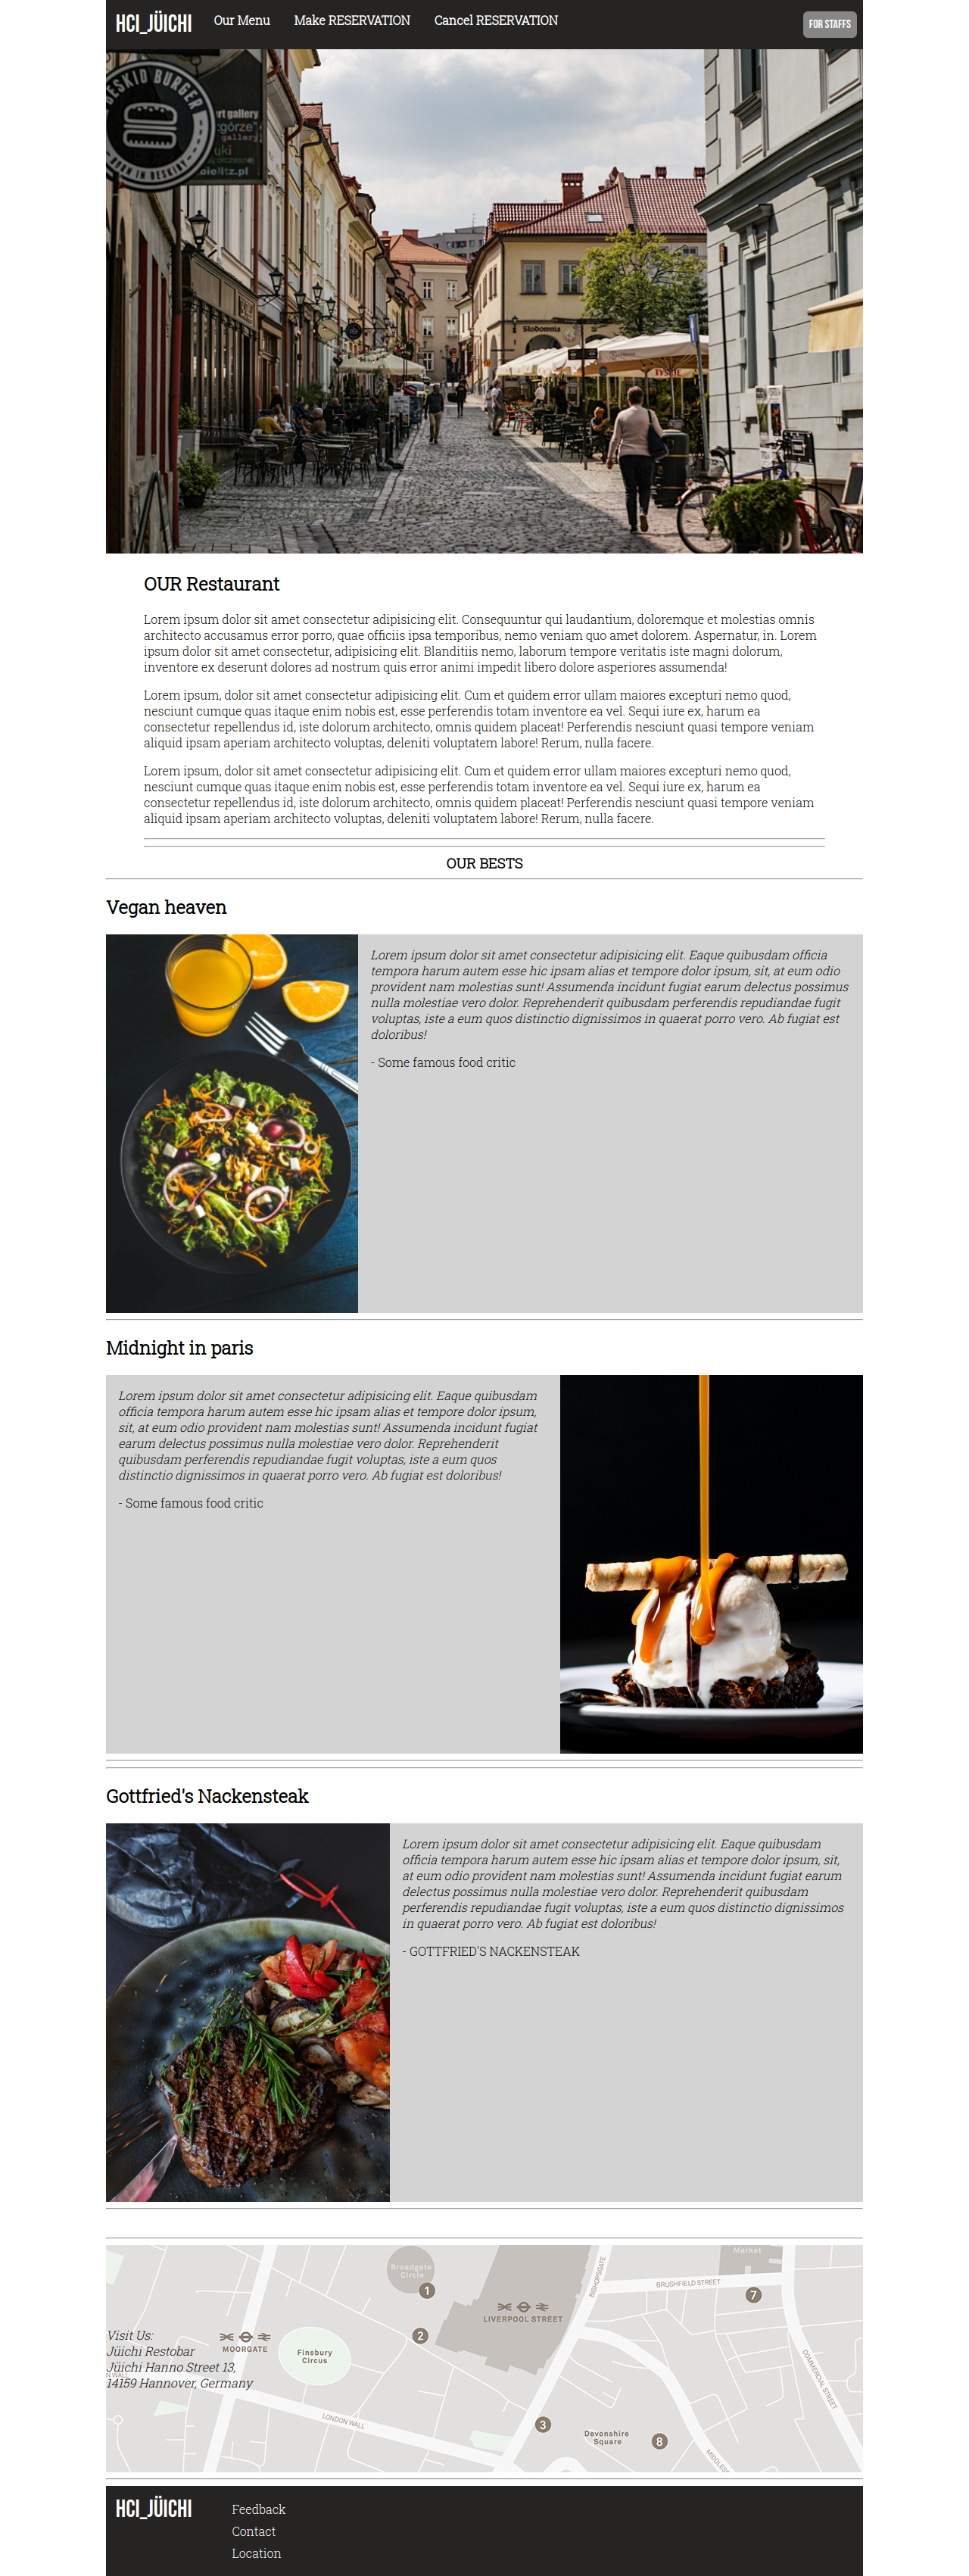 HCI_JÜICHI
Our Menu
Make RESERVATION
Cancel RESERVATION
FOR STAFFS
BESKID BURGER
art gallery
gallery
Słodownia
TYSKIE
OUR Restaurant
Lorem ipsum dolor sit amet consectetur adipisicing elit. Consequuntur qui laudantium, doloremque et molestias omnis
architecto accusamus error porro, quae officiis ipsa temporibus, nemo veniam quo amet dolorem. Aspernatur, in. Lorem
ipsum dolor sit amet consectetur, adipisicing elit. Blanditiis nemo, laborum tempore veritatis iste magni dolorum,
inventore ex deserunt dolores ad nostrum quis error animi impedit libero dolore asperiores assumenda!
Lorem ipsum, dolor sit amet consectetur adipisicing elit. Cum et quidem error ullam maiores excepturi nemo quod,
nesciunt cumque quas itaque enim nobis est, esse perferendis totam inventore ea vel. Sequi iure ex, harum ea
consectetur repellendus id, iste dolorum architecto, omnis quidem placeat! Perferendis nesciunt quasi tempore veniam
aliquid ipsam aperiam architecto voluptas, deleniti voluptatem labore! Rerum, nulla facere.
Lorem ipsum, dolor sit amet consectetur adipisicing elit. Cum et quidem error ullam maiores excepturi nemo quod,
nesciunt cumque quas itaque enim nobis est, esse perferendis totam inventore ea vel. Sequi iure ex, harum ea
consectetur repellendus id, iste dolorum architecto, omnis quidem placeat! Perferendis nesciunt quasi tempore veniam
aliquid ipsam aperiam architecto voluptas, deleniti voluptatem labore! Rerum, nulla facere.
OUR BESTS
Vegan heaven
Lorem ipsum dolor sit amet consectetur adipisicing elit. Eaque quibusdam officia
tempora harum autem esse hic ipsam alias et tempore dolor ipsum, sit, at eum odio
provident nam molestias sunt! Assumenda incidunt fugiat earum delectus possimus
nulla molestiae vero dolor. Reprehenderit quibusdam perferendis repudiandae fugit
voluptas, iste a eum quos distinctio dignissimos in quaerat porro vero. Ab fugiat est
doloribus!
- Some famous food critic
Midnight in paris
Lorem ipsum dolor sit amet consectetur adipisicing elit. Eaque quibusdam
officia tempora harum autem esse hic ipsam alias et tempore dolor ipsum,
sit, at eum odio provident nam molestias sunt! Assumenda incidunt fugiat
earum delectus possimus nulla molestiae vero dolor. Reprehenderit
quibusdam perferendis repudiandae fugit voluptas, iste a eum quos
distinctio dignissimos in quaerat porro vero. Ab fugiat est doloribus!
- Some famous food critic
Gottfried's Nackensteak
Lorem ipsum dolor sit amet consectetur adipisicing elit. Eaque quibusdam
officia tempora harum autem esse hic ipsam alias et tempore dolor ipsum, sit,
at eum odio provident nam molestias sunt! Assumenda incidunt fugiat earum
delectus possimus nulla molestiae vero dolor. Reprehenderit quibusdam
perferendis repudiandae fugit voluptas, iste a eum quos distinctio dignissimos
in quaerat porro vero. Ab fugiat est doloribus!
- GOTTFRIED'S NACKENSTEAK
Market
Broadgate
Circle
1
BISHOPSGATE
BRUSHFIELD STREET
7
LIVERPOOL STREET
2
MOORGATE
Finsbury
Circus
Visit Us:
Jüichi Restobar
Jüichi Hanno Street 13,
14159 Hannover, Germany
N WALL
COMMERCIAL STREET
LONDON WALL
3
Devonshire
Square
8
MIDDLES
HCI_JÜICHI
Feedback
Contact
Location